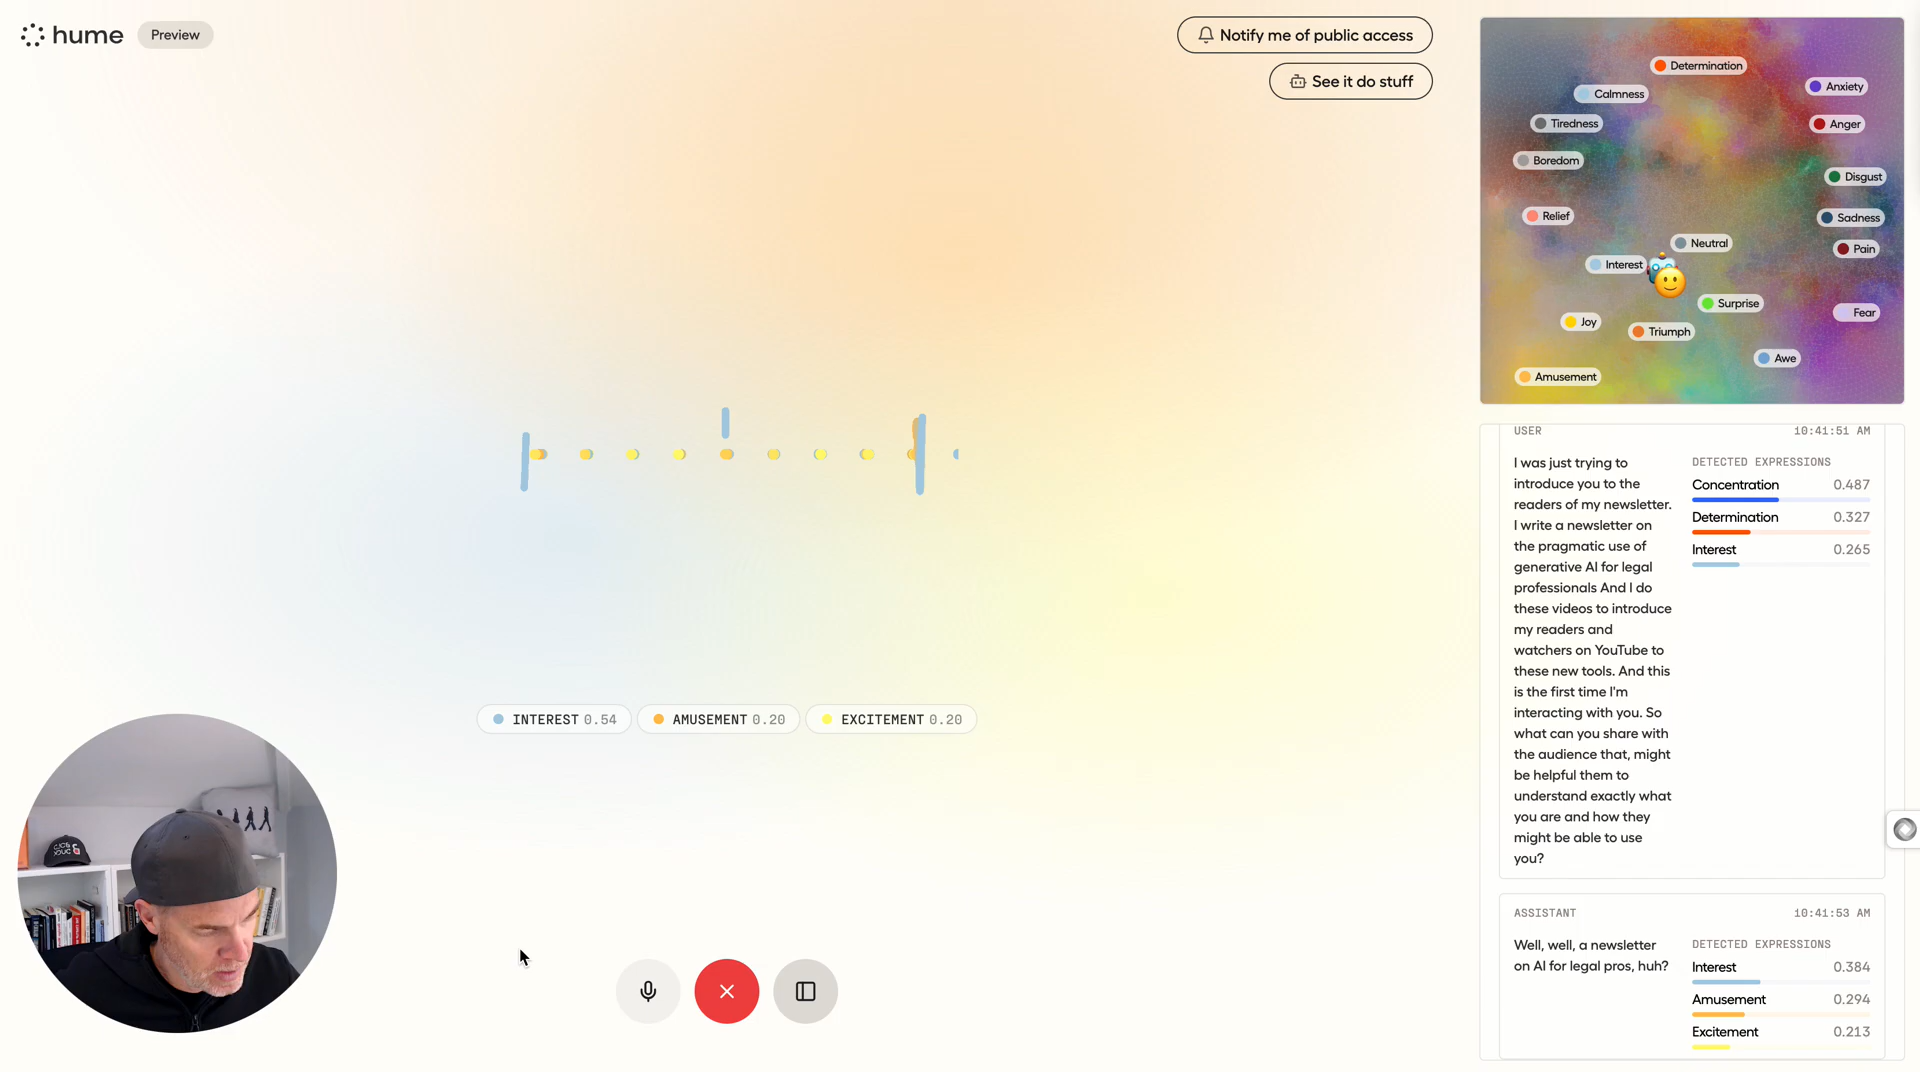 hume
Preview
Notify me of public access
See it do stuff
Determination
Calmness
Anxiety
Tiredness
Anger
Boredom
Disgust
Relief
Sadness
Neutral
Pain
Interest
Surprise
Fear
Joy
Triumph
Awe
Amusement
INTEREST 0.54
AMUSEMENT 0.20
EXCITEMENT 0.20
USER
10:41:51 AM
I was just trying to
introduce you to the
readers of my newsletter.
I write a newsletter on
the pragmatic use of
generative AI for legal
professionals And I do
these videos to introduce
my readers and
watchers on YouTube to
these new tools. And this
is the first time I'm
interacting with you. So
what can you share with
the audience that, might
be helpful them to
understand exactly what
you are and how they
might be able to use
you?
DETECTED EXPRESSIONS
Concentration 0.487
Determination 0.327
Interest 0.265
ASSISTANT
10:41:53 AM
Well, well, a newsletter
on AI for legal pros, huh?
DETECTED EXPRESSIONS
Interest 0.384
Amusement 0.294
Excitement 0.213